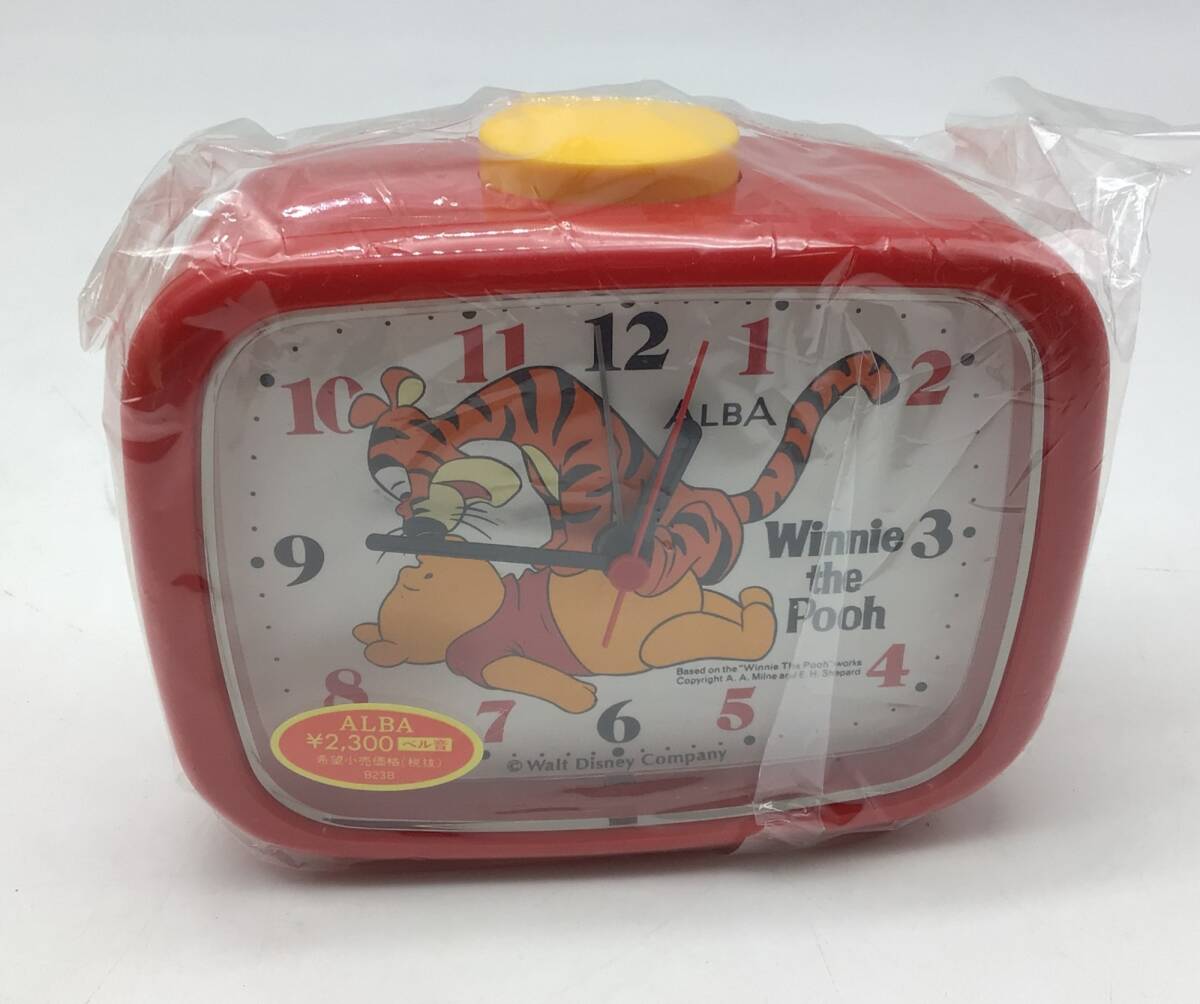 12
11
1
10
2
ALBA
9
Winnie
the
Pooh
3
Based on the "Winnie The Pooh" works
Copyright A. A. Milne and E. H. Shepard
8
4
7
5
6
© Walt Disney Company
ALBA
¥2,300 ベル音
希望小売価格(税抜)
823B